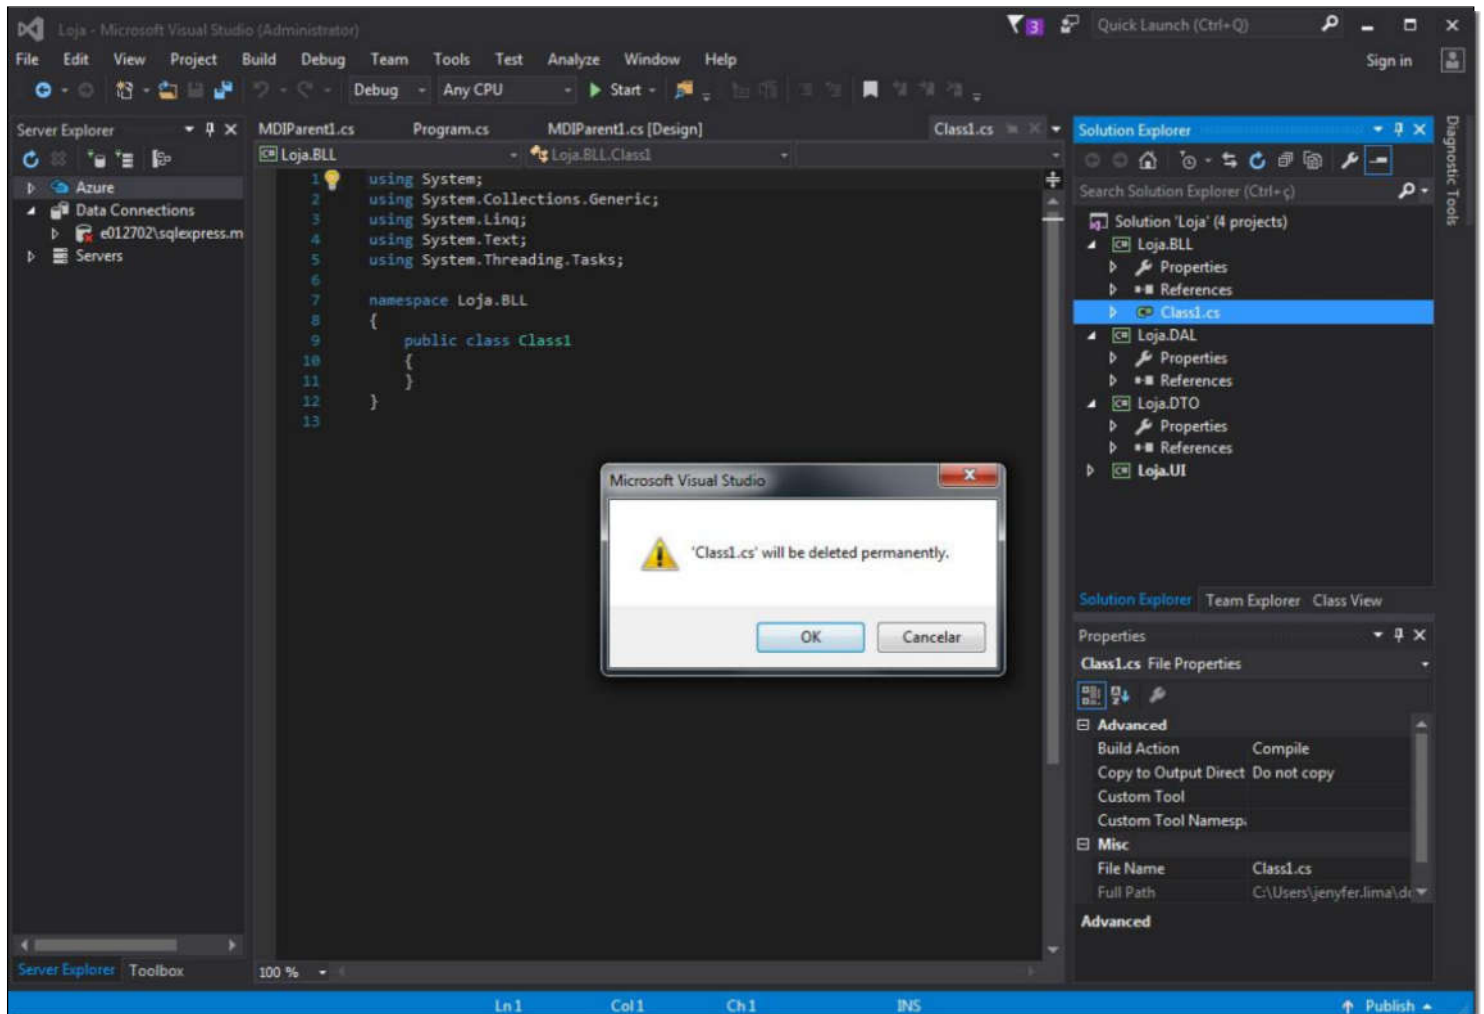 Loja - Microsoft Visual Studio (Administrator)
3
Quick Launch (Ctrl+Q)
File Edit View Project Build Debug Team Tools Test Analyze Window Help
Sign in
Debug Any CPU Start
Server Explorer
Azure
Data Connections
e012702\sqlexpress.m
Servers
MDIParent1.cs Program.cs MDIParent1.cs [Design] Class1.cs
Loja.BLL Loja.BLL.Class1
1 using System;
2 using System.Collections.Generic;
3 using System.Linq;
4 using System.Text;
5 using System.Threading.Tasks;
6
7 namespace Loja.BLL
8 {
9 public class Class1
10 {
11 }
12 }
13
Microsoft Visual Studio
'Class1.cs' will be deleted permanently.
OK Cancelar
Solution Explorer
Search Solution Explorer (Ctrl+ç)
Solution 'Loja' (4 projects)
Loja.BLL
Properties
References
Class1.cs
Loja.DAL
Properties
References
Loja.DTO
Properties
References
Loja.UI
Solution Explorer Team Explorer Class View
Properties
Class1.cs File Properties
Advanced
Build Action Compile
Copy to Output Direct Do not copy
Custom Tool
Custom Tool Namesp
Misc
File Name Class1.cs
Full Path C:\Users\jenyfer.lima\
Advanced
Diagnostic Tools
Server Explorer Toolbox
100 %
Ln 1 Col 1 Ch 1 INS
Publish